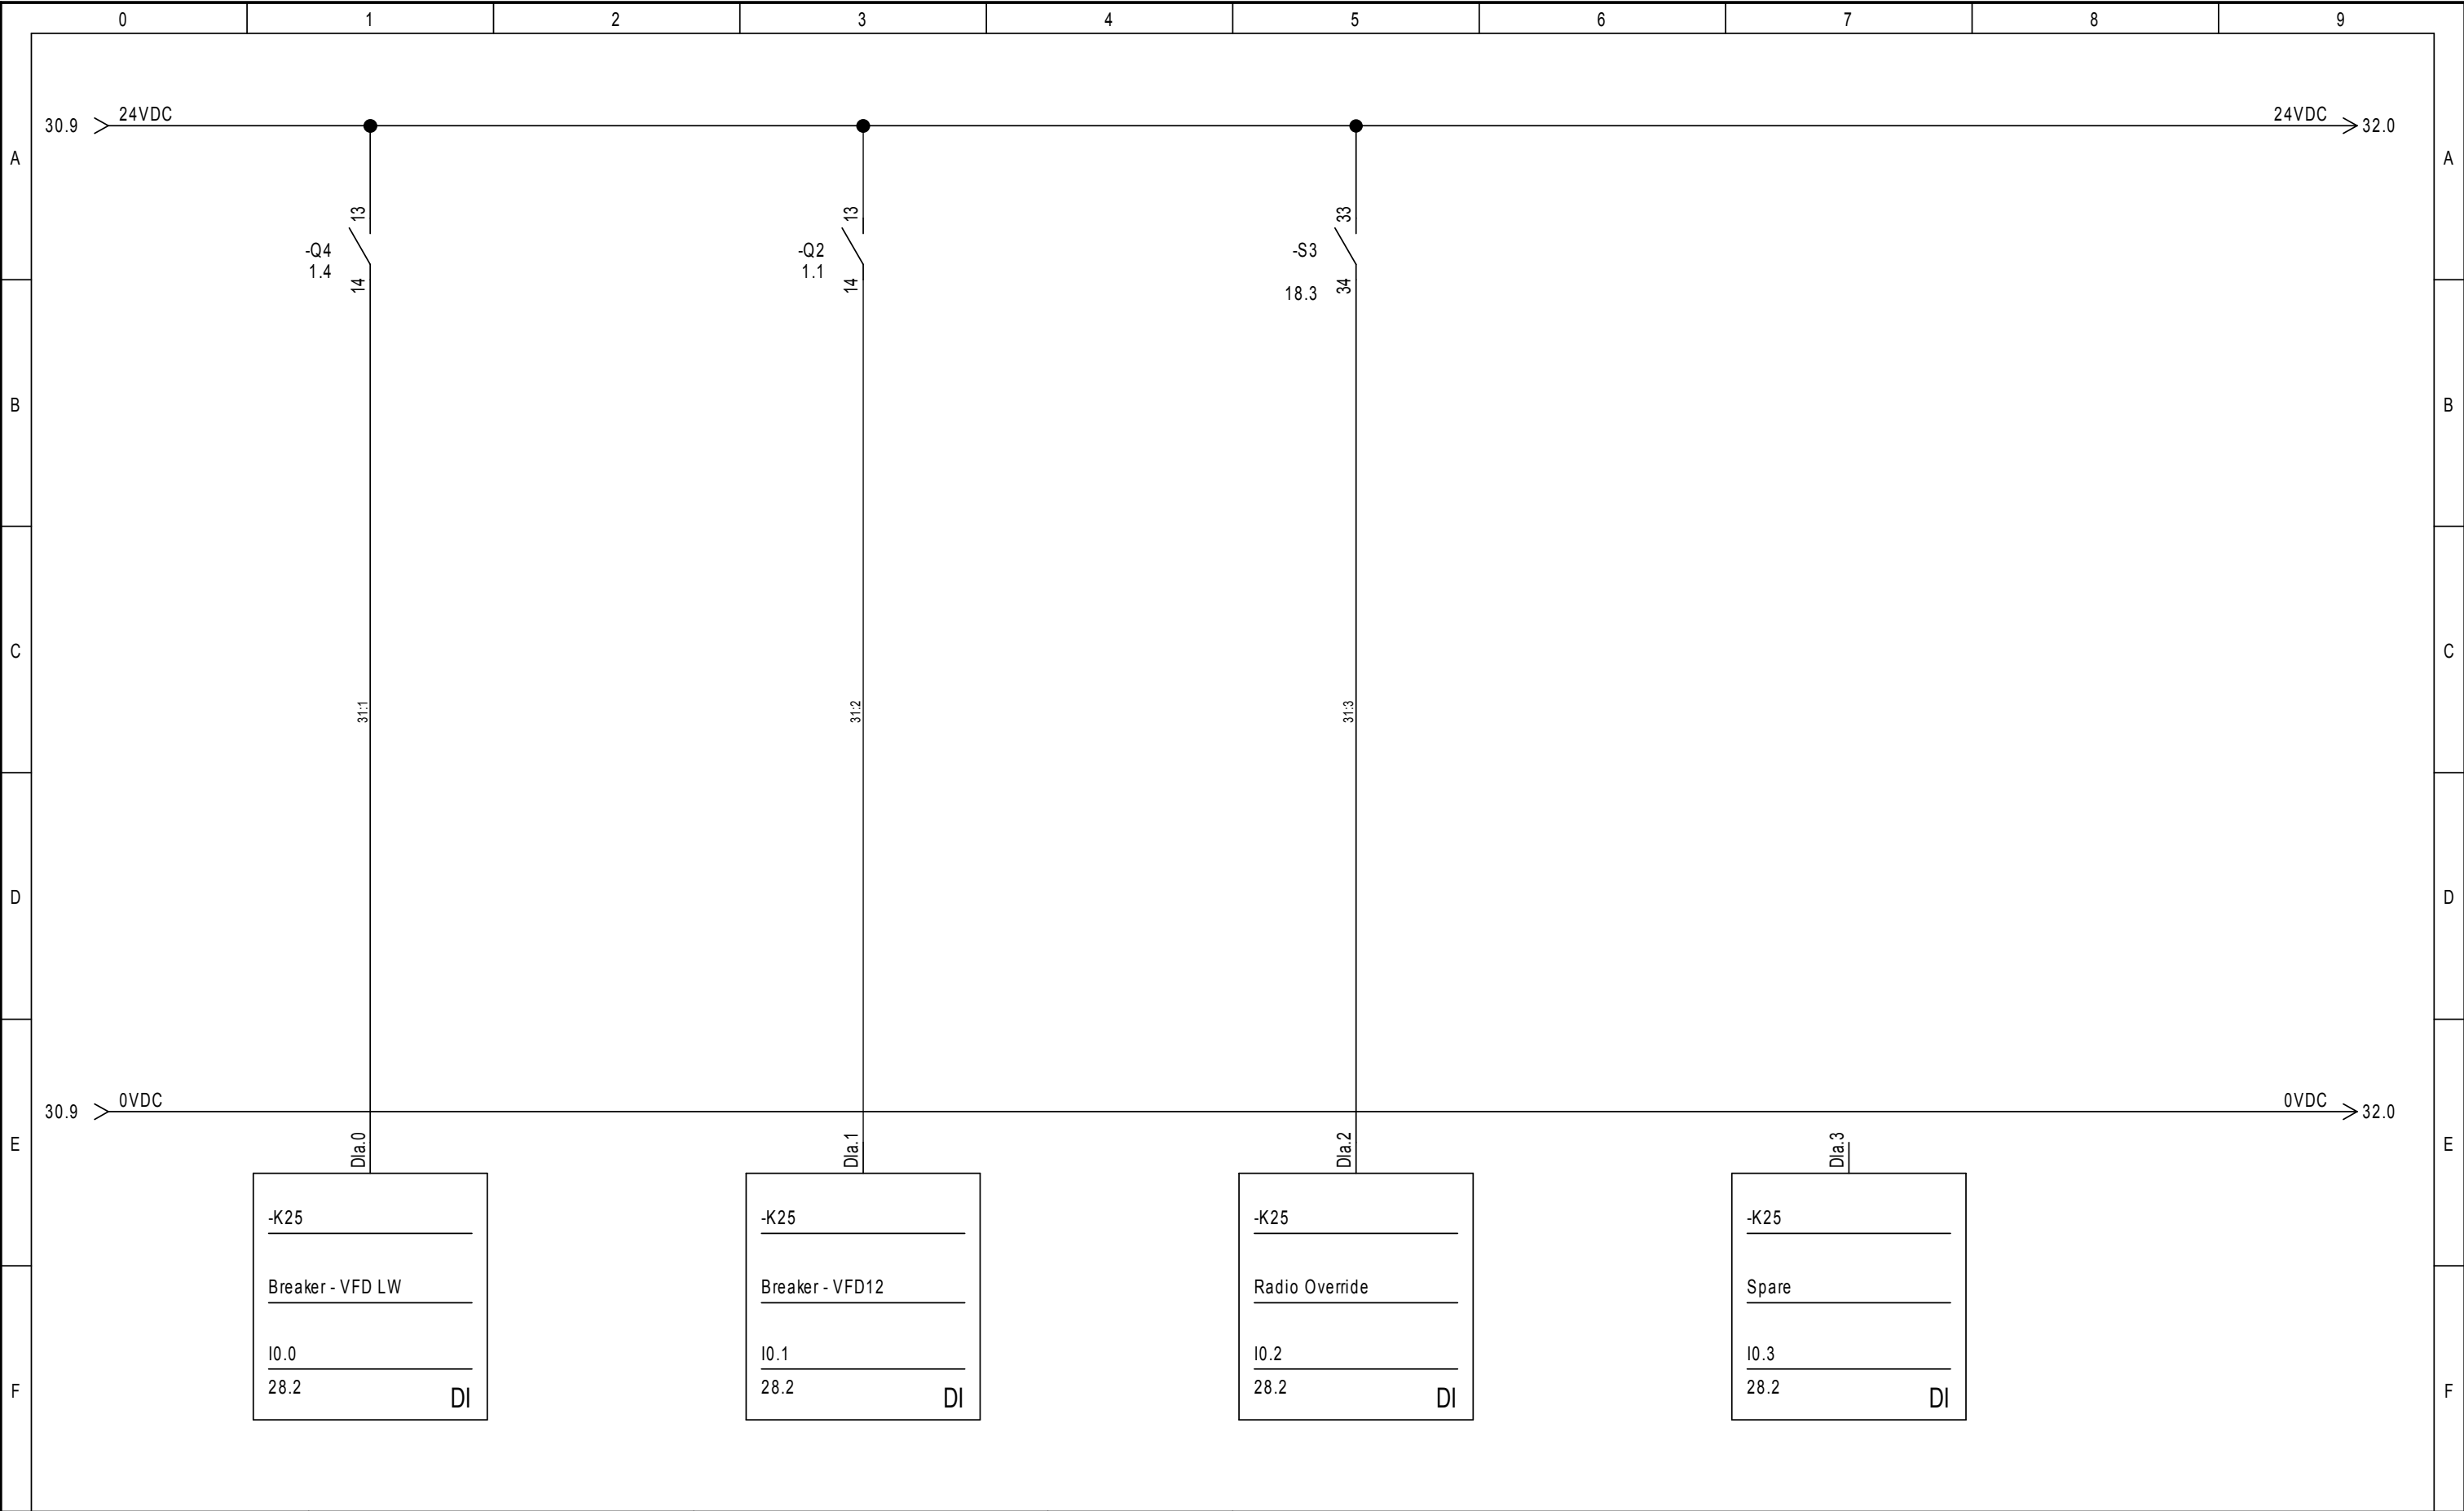 0 1 2 3 4 5 6 7 8 9
30.9 24VDC 24VDC 32.0
A A
13 13 33
-Q4 -Q2 -S3
1.4 1.1
14 14 34
18.3
B B
C C
31:1 31:2 31:3
D D
30.9 0VDC 0VDC 32.0
E E
DIa.0 DIa.1 DIa.2 DIa.3
-K25 -K25 -K25 -K25
Breaker - VFD LW Breaker - VFD12 Radio Override Spare
I0.0 I0.1 I0.2 I0.3
28.2 DI 28.2 DI 28.2 DI 28.2 DI
F F